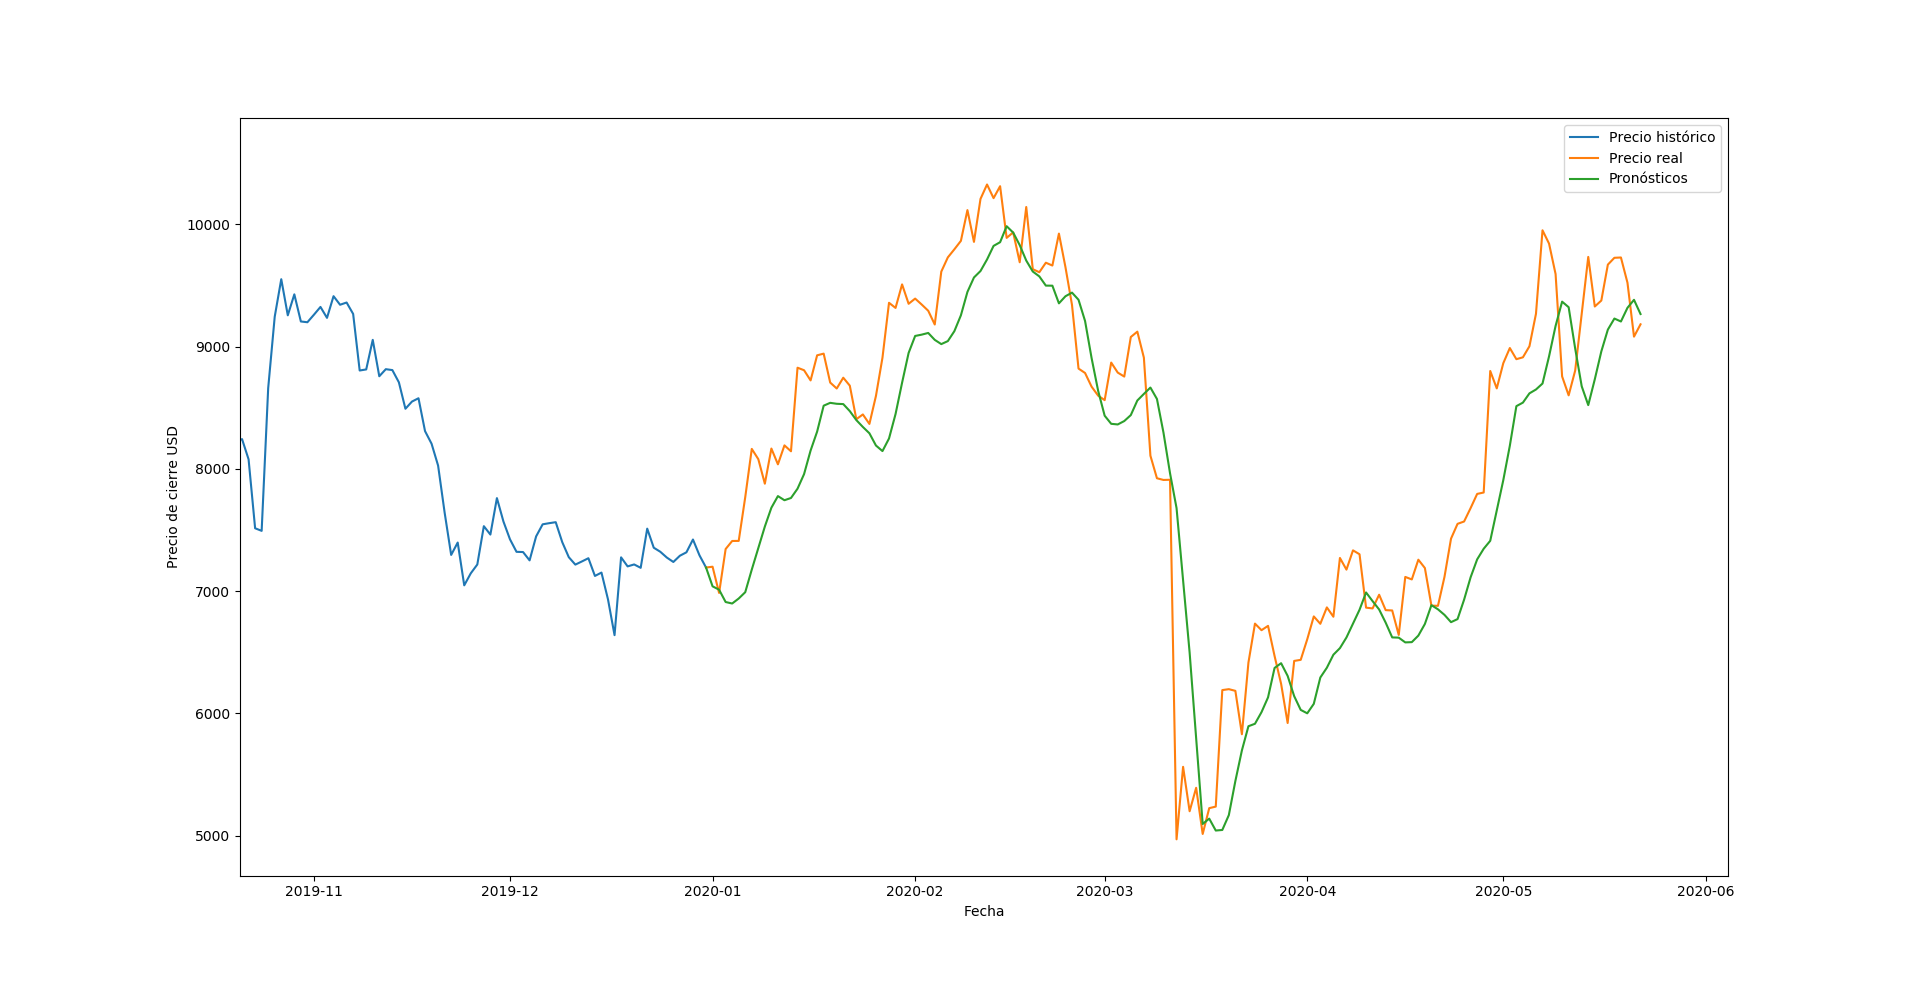 Precio histórico
Precio real
Pronósticos
10000
9000
8000
7000
6000
5000
Precio de cierre USD
2019-11 2019-12 2020-01 2020-02 2020-03 2020-04 2020-05 2020-06
Fecha